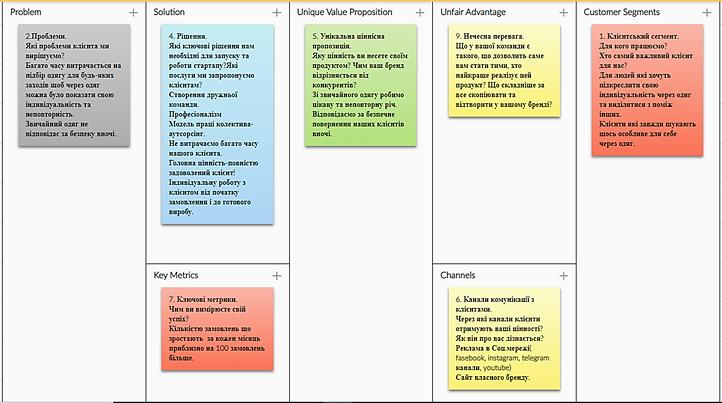 Problem
2.Проблеми.
Які проблеми клієнта ми
вирішуємо?
Багато часу витрачається на
підбір одягу для будь-яких
заходів щоб через одяг
можна було показати свою
індивідуальність та
неповторність.
Звичайний одяг не
відповідає за безпеку вночі.
Solution
4. Рішення.
Які ключові рішення нам
необхідні для запуску та
роботи стартапу?Які
послуги ми запропонуємо
клієнтам?
Створення дружньої
команди.
Професіоналізм
Модель праці колектива-
аутсорсінг.
Не витрачаємо багато часу
нашого клієнта.
Головна цінність-повністю
задоволений клієнт!
Індивідуальну роботу з
клієнтом від початку
замовлення і до готового
виробу.
Key Metrics
7. Ключові метрики.
Чим ви вимірюєте свій
успіх?
Кількістю замовлень що
зростають за кожен місяць
приблизно на 100 замовлень
більше.
Unique Value Proposition
5. Унікальна ціннісна
пропозиція.
Яку цінність ви несете своїм
продуктом? Чим ваш бренд
відрізняється від
конкурентів?
Зі звичайного одягу робимо
цікаву та неповторну річ.
Відповідаємо за безпечне
повернення наших клієнтів
вночі.
Unfair Advantage
9. Нечесна перевага.
Що у вашої команди є
такого, що дозволить саме
вам стати тими, хто
найкраще реалізує цей
продукт? Що складніше за
все скопіювати та
відтворити у вашому бренді?
Channels
6. Канали комунікації з
клієнтами.
Через які канали клієнти
отримують ваші цінності?
Як він про вас дізнається?
Реклама в Соц.мережі(
fasebook, instagram, telegram
канали, youtube)
Сайт власного бренду.
Customer Segments
1. Клієнтський сегмент.
Для кого працюємо?
Хто самий важливий клієнт
для нас?
Для людей які хочуть
підкреслити свою
індивідуальність через одяг
та виділятися з поміж
інших.
Клієнти які завжди шукають
щось особливе для себе
через одяг.